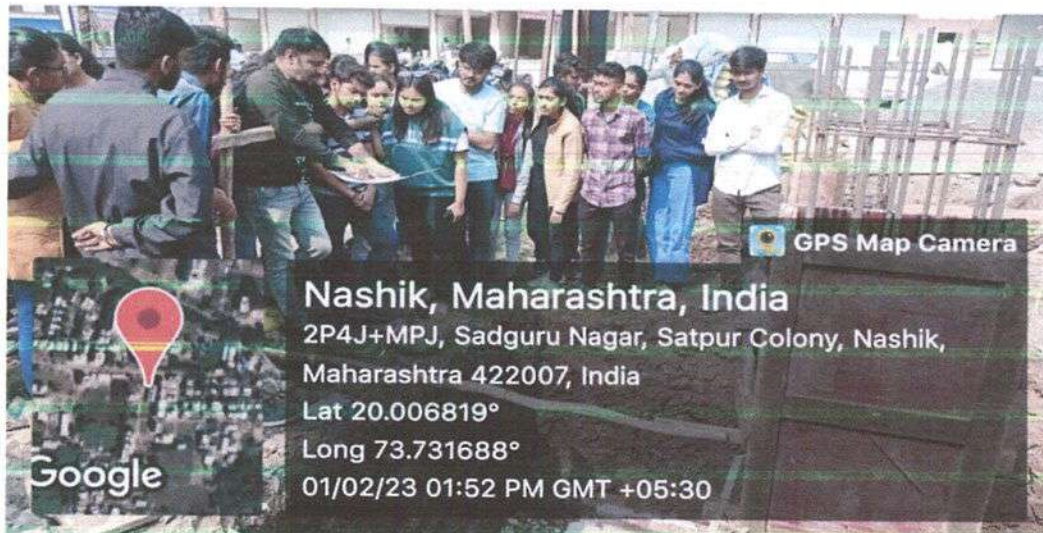 GPS Map Camera
Nashik, Maharashtra, India
2P4J+MPJ, Sadguru Nagar, Satpur Colony, Nashik,
Maharashtra 422007, India
Lat 20.006819°
Long 73.731688°
01/02/23 01:52 PM GMT +05:30
Google